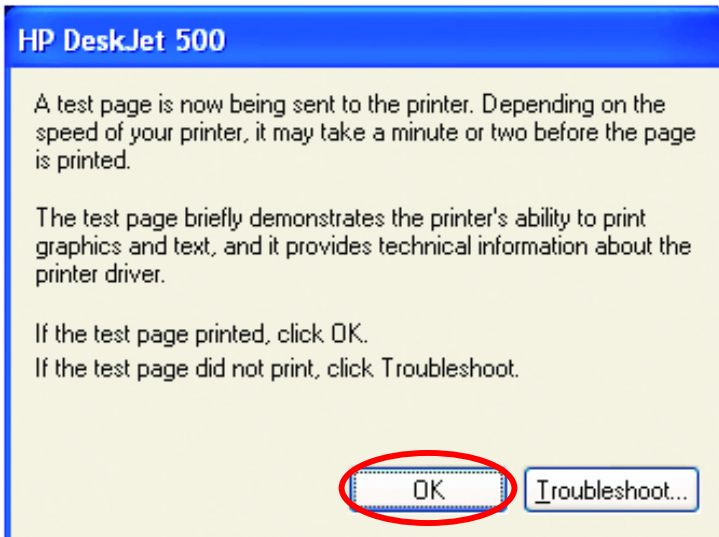 HP DeskJet 500
A test page is now being sent to the printer. Depending on the
speed of your printer, it may take a minute or two before the page
is printed.
The test page briefly demonstrates the printer's ability to print
graphics and text, and it provides technical information about the
printer driver.
If the test page printed, click OK.
If the test page did not print, click Troubleshoot.
OK Troubleshoot...